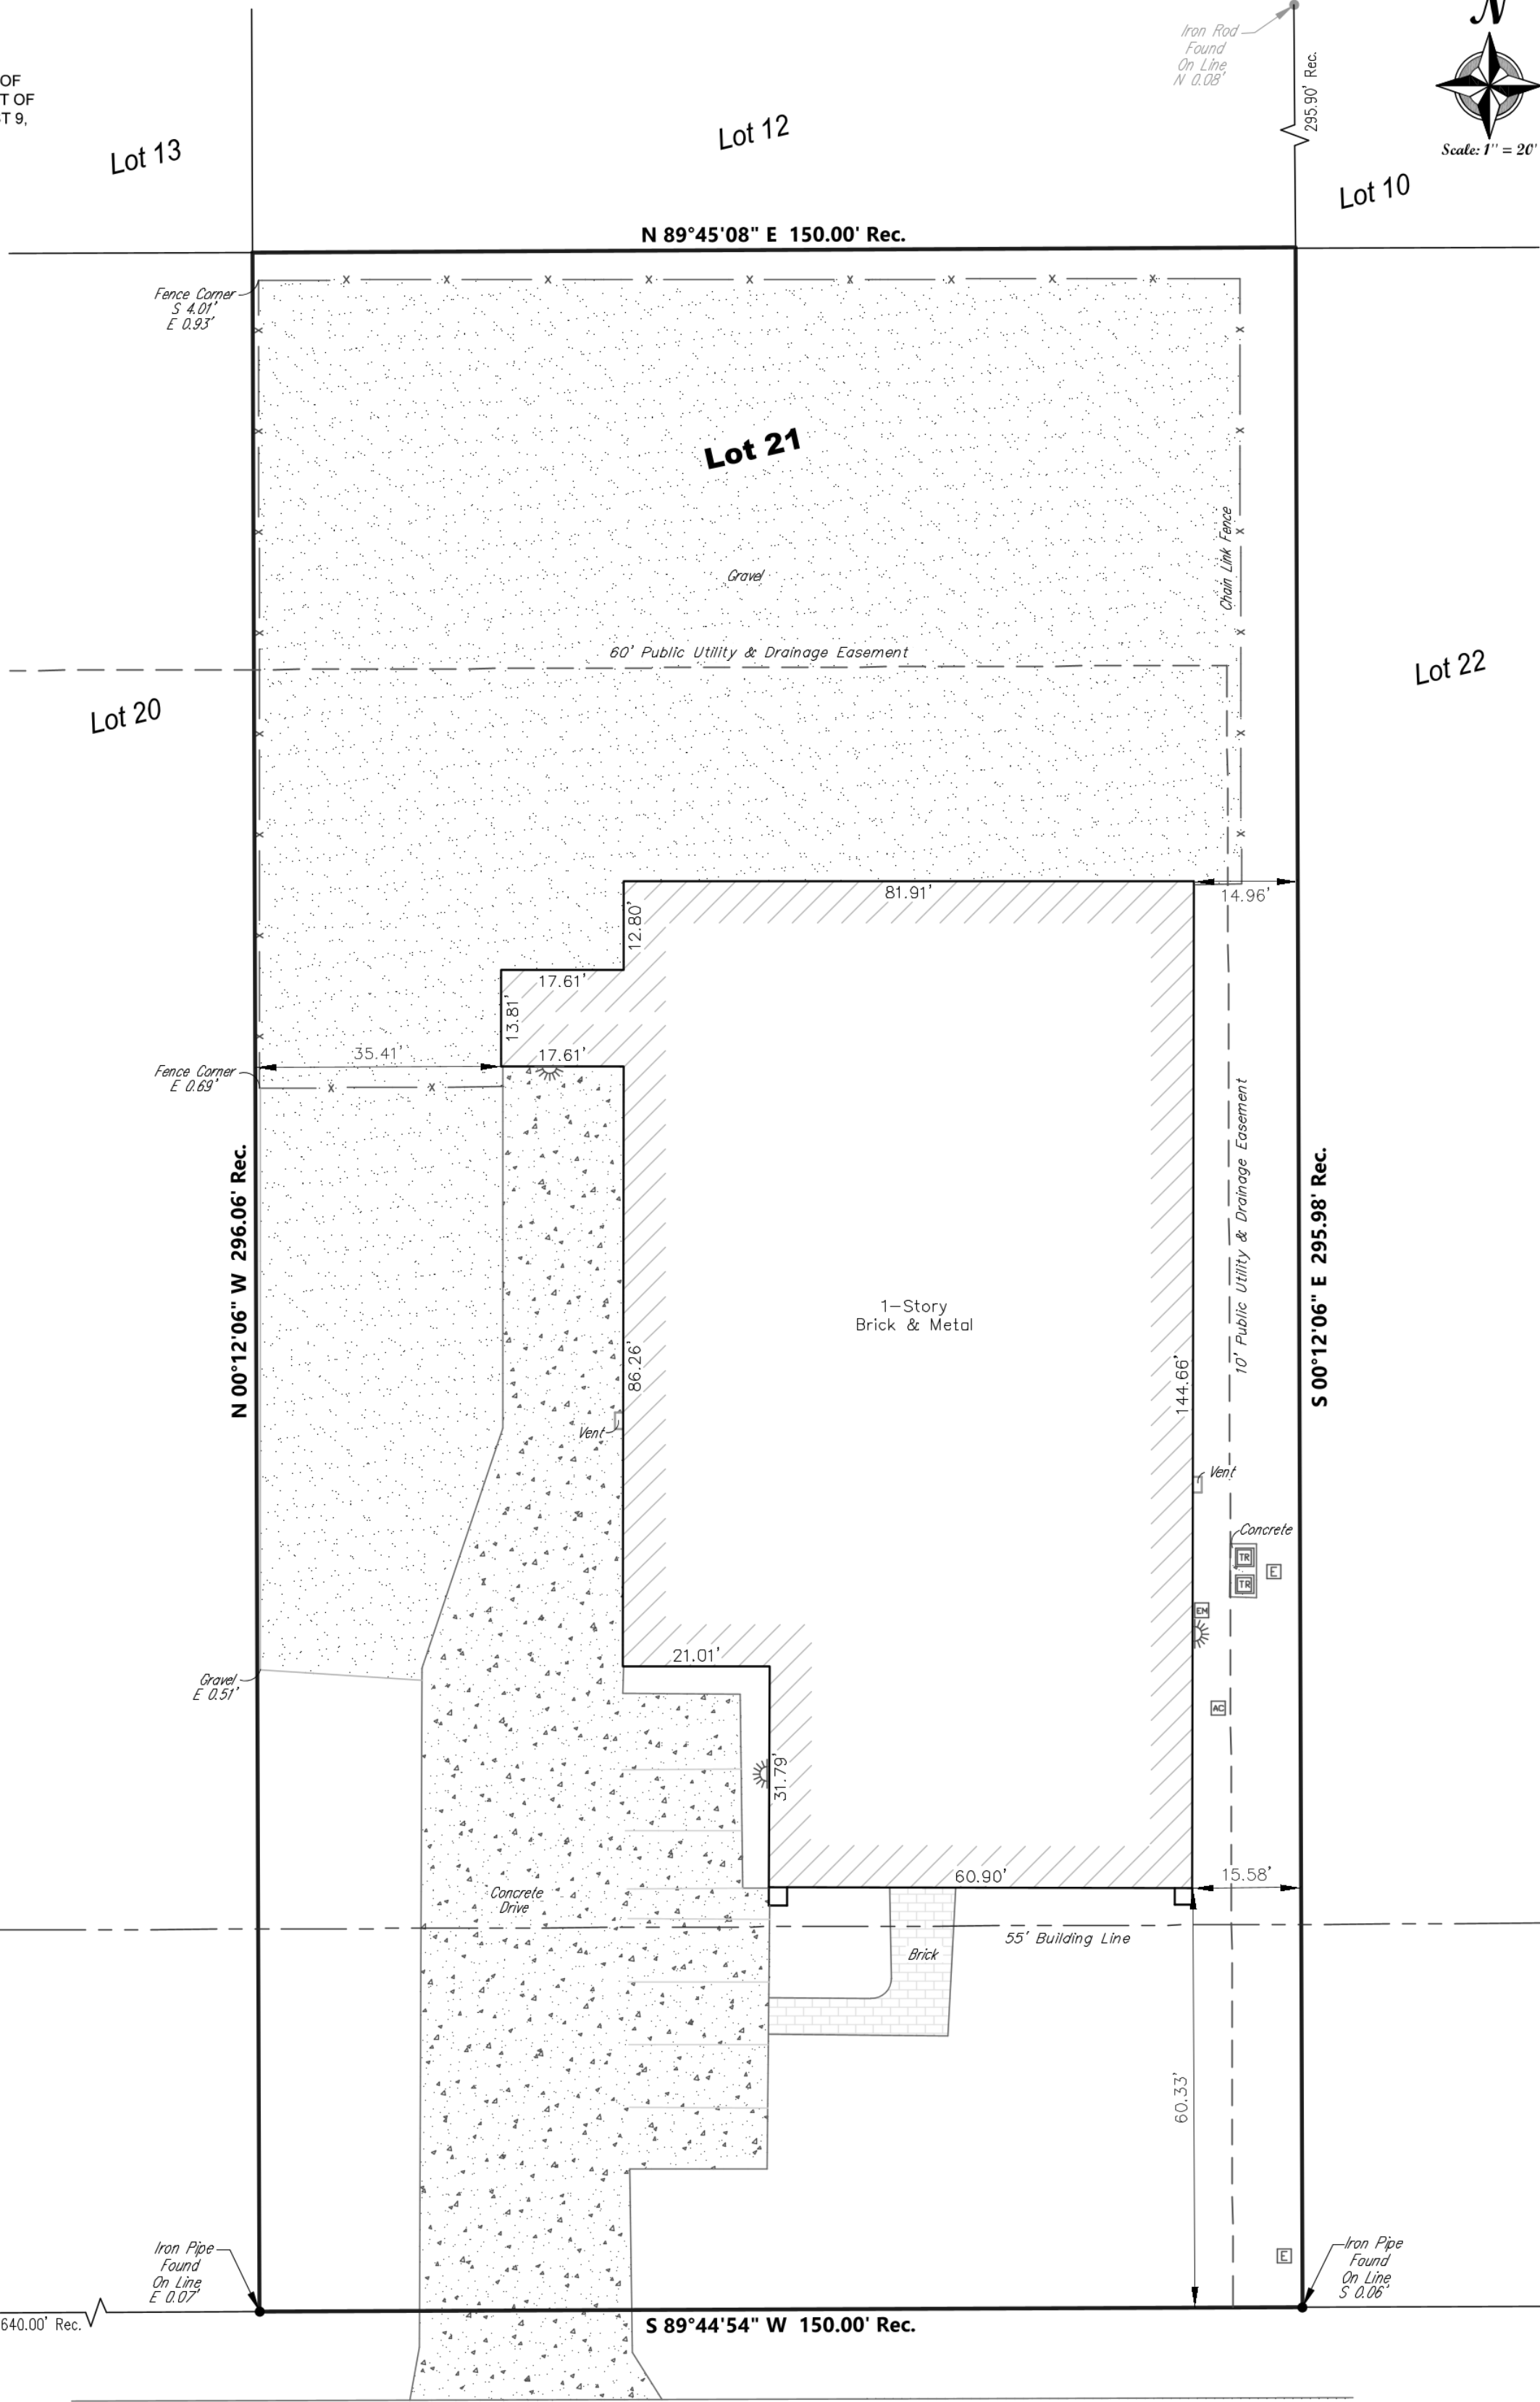 OF
T OF
T 9,
Iron Rod
Found
On Line
N 0.08'
295.90' Rec.
N
Scale: 1" = 20'
Lot 13
Lot 12
Lot 10
N 89°45'08" E 150.00' Rec.
Fence Corner
S 4.01'
E 0.93'
Lot 21
Chain Link Fence
Gravel
60' Public Utility & Drainage Easement
Lot 20
Lot 22
81.91'
14.96'
12.80'
17.61'
13.81'
17.61'
35.41'
Fence Corner
E 0.69'
N 00°12'06" W 296.06' Rec.
10' Public Utility & Drainage Easement
S 00°12'06" E 295.98' Rec.
1-Story
Brick & Metal
86.26'
144.66'
Vent
Vent
Concrete
TR
E
TR
EM
21.01'
Gravel
E 0.51'
AC
31.79'
60.90'
15.58'
Concrete
Drive
55' Building Line
Brick
60.33'
Iron Pipe
Found
On Line
E 0.07'
E
Iron Pipe
Found
On Line
S 0.06'
640.00' Rec.
S 89°44'54" W 150.00' Rec.